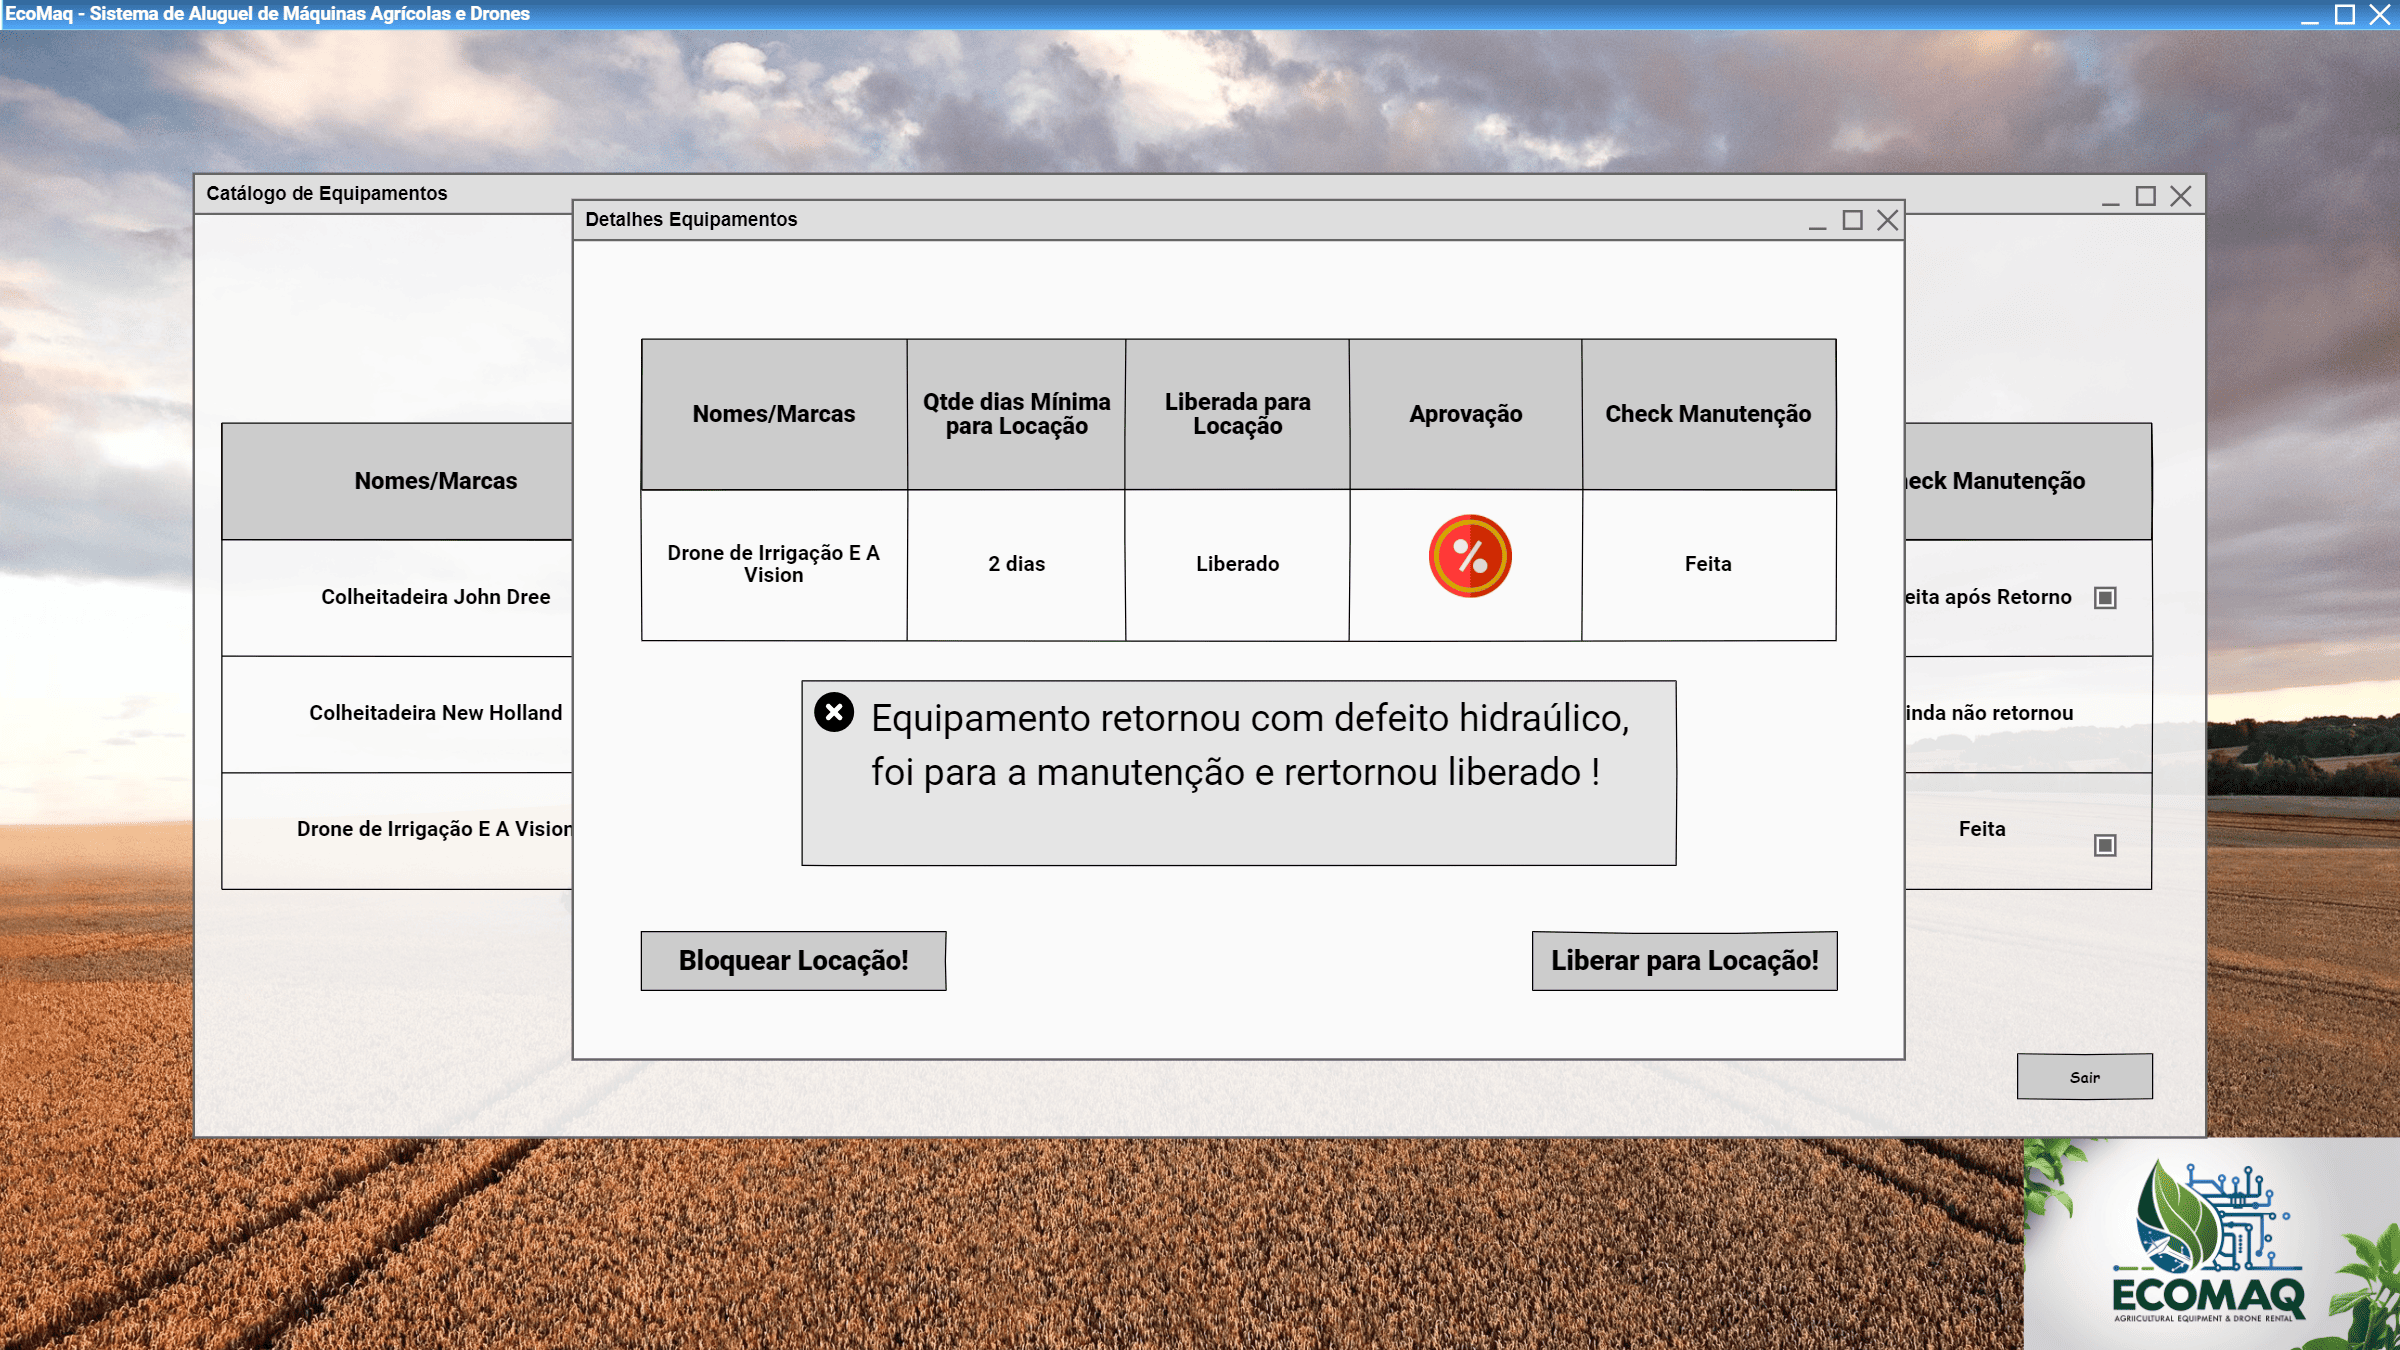 EcoMaq - Sistema de Aluguel de Máquinas Agrícolas e Drones
Catálogo de Equipamentos
Detalhes Equipamentos
Nomes/Marcas
Qtde dias Mínima
para Locação
Liberada para
Locação
Aprovação
Check Manutenção
Drone de Irrigação E A
Vision
2 dias
Liberado
%
Feita
Equipamento retornou com defeito hidraúlico,
foi para a manutenção e rertornou liberado !
Bloquear Locação!
Liberar para Locação!
Nomes/Marcas
eck Manutenção
Colheitadeira John Dree
eita após Retorno
Colheitadeira New Holland
inda não retornou
Drone de Irrigação E A Vision
Feita
Sair
ECOMAQ
AGRIICULTURAL EQUIPMENT & DRONE RENTAL